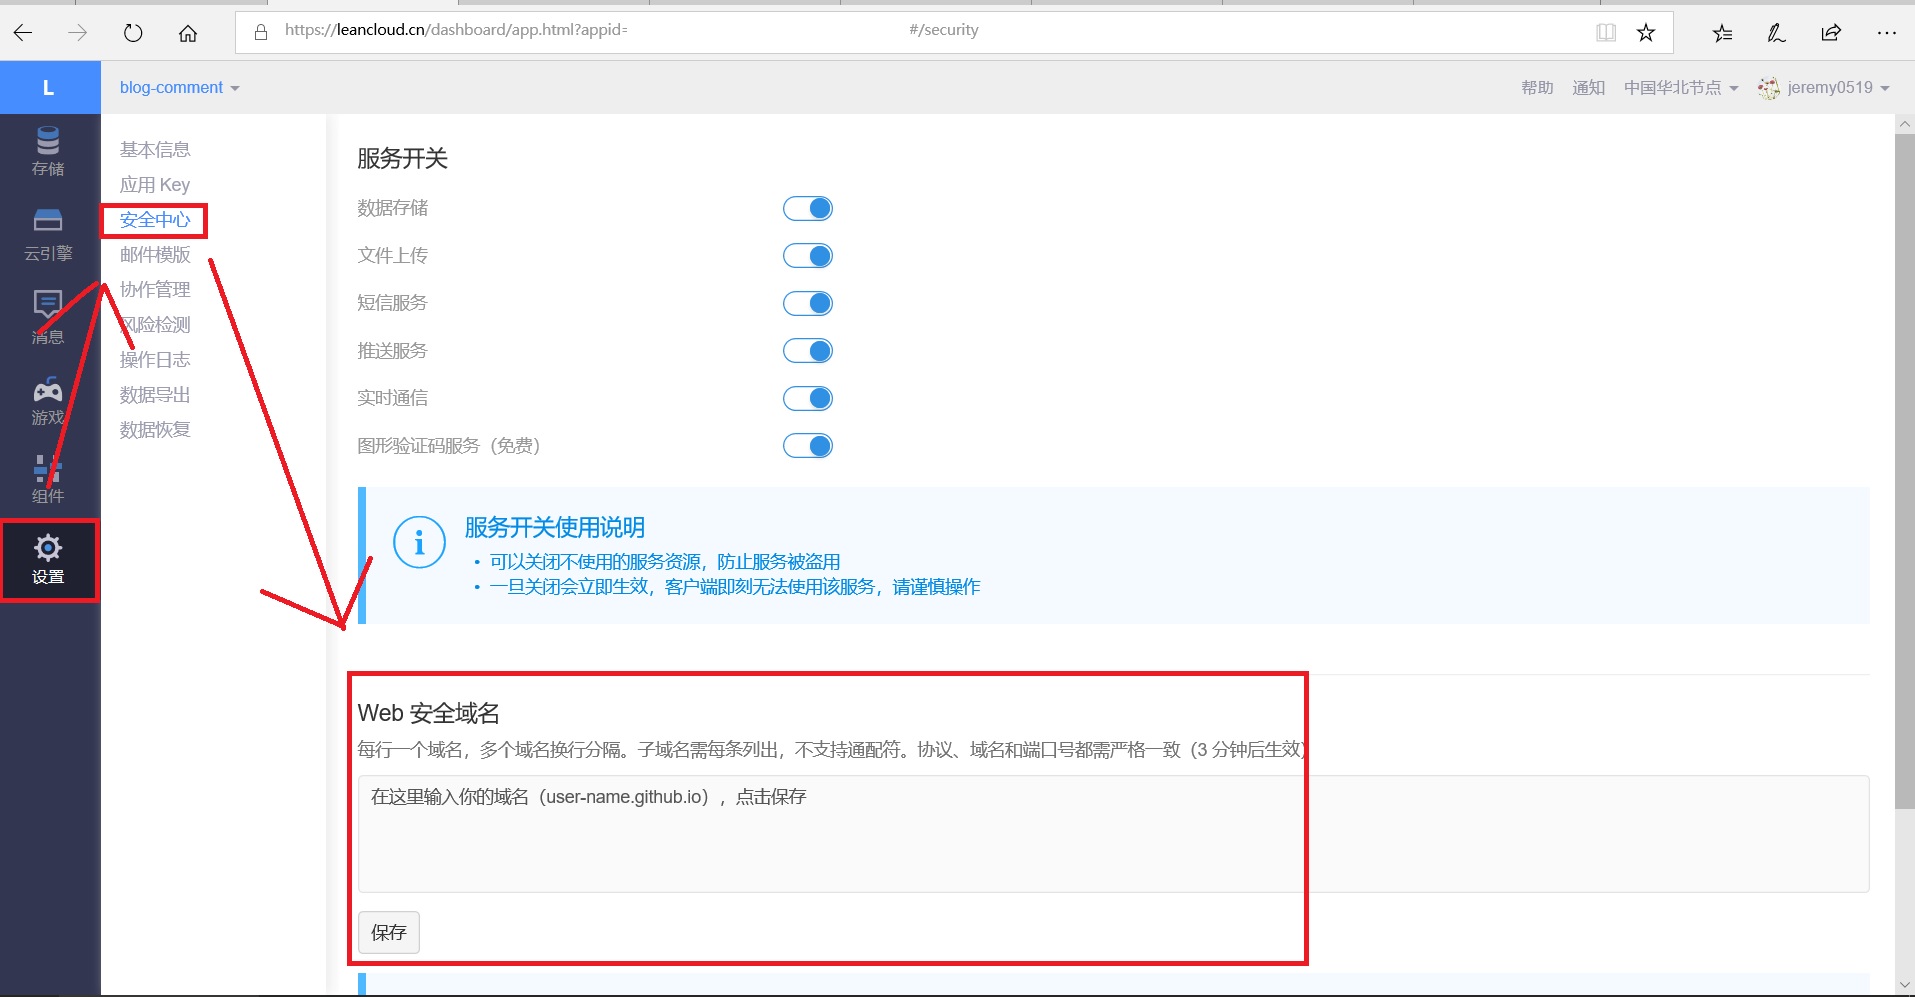 https://leancloud.cn/dashboard/app.html?appid= #/security
L
blog-comment
帮助
通知
中国华北节点
jeremy0519
存储
云引擎
消息
游戏
组件
设置
基本信息
应用 Key
安全中心
邮件模版
协作管理
风险检测
操作日志
数据导出
数据恢复
服务开关
数据存储
文件上传
短信服务
推送服务
实时通信
图形验证码服务（免费）
服务开关使用说明
• 可以关闭不使用的服务资源，防止服务被盗用
• 一旦关闭会立即生效，客户端即刻无法使用该服务，请谨慎操作
Web 安全域名
每行一个域名，多个域名换行分隔。子域名需每条列出，不支持通配符。协议、域名和端口号都需严格一致（3 分钟后生效）
在这里输入你的域名（user-name.github.io），点击保存
保存